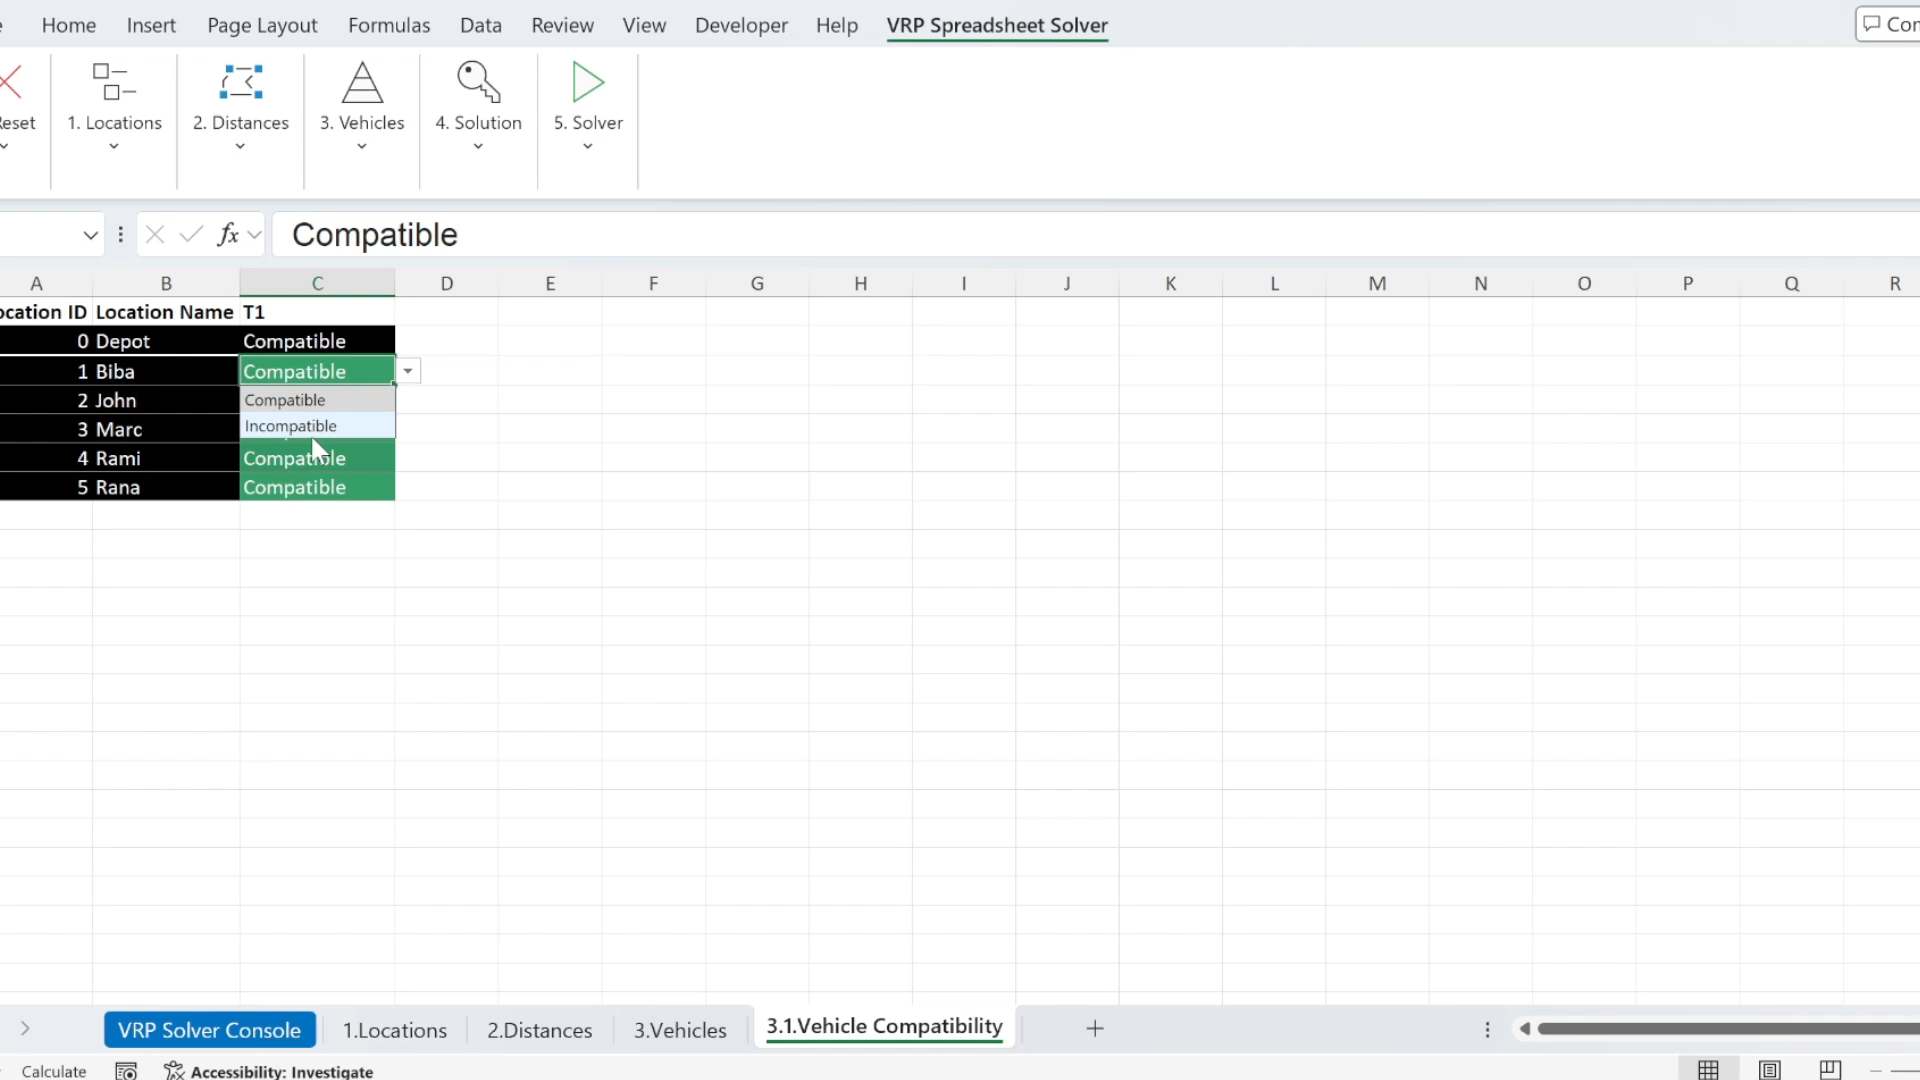 Home Insert Page Layout Formulas Data Review View Developer Help VRP Spreadsheet Solver
eset 1. Locations 2. Distances 3. Vehicles 4. Solution 5. Solver
fx Compatible
A B C D E F G H I J K L M N O P Q R
ocation ID Location Name T1
0 Depot Compatible
1 Biba Compatible
2 John Compatible
3 Marc Incompatible
4 Rami Compatible
5 Rana Compatible
VRP Solver Console 1.Locations 2.Distances 3.Vehicles 3.1.Vehicle Compatibility
Calculate Accessibility: Investigate